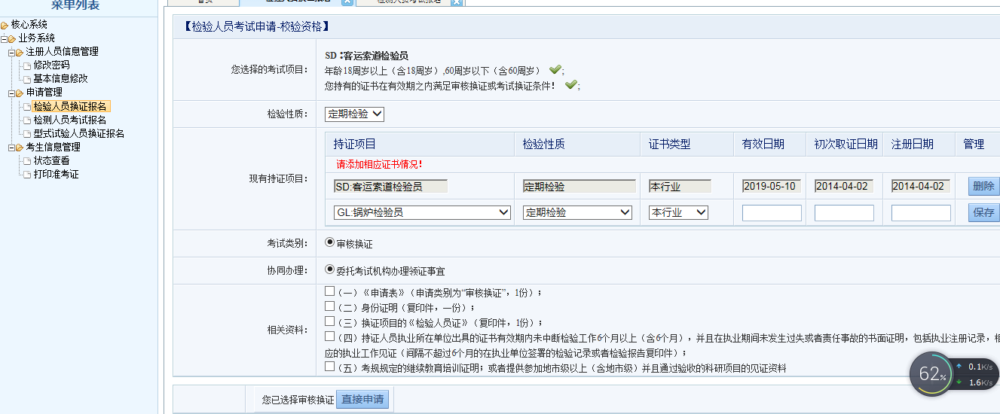 菜单列表
核心系统
业务系统
注册人员信息管理
修改密码
基本信息修改
申请管理
检验人员换证报名
检测人员考试报名
型式试验人员换证报名
考生信息管理
状态查看
打印准考证
首页
检测人员考试报名
【检验人员考试申请-校验资格】
您选择的考试项目：
SD：客运索道检验员
年龄18周岁以上（含18周岁）,60周岁以下（含60周岁） ;
您持有的证书在有效期之内满足审核换证或考试换证条件！ ;
检验性质：
定期检验
现有持证项目：
持证项目 检验性质 证书类型 有效日期 初次取证日期 注册日期 管理
请添加相应证书情况！
SD:客运索道检验员 定期检验 本行业 2019-05-10 2014-04-02 2014-04-02 删除
GL:锅炉检验员 定期检验 本行业 保存
考试类别：
审核换证
协同办理：
委托考试机构办理领证事宜
相关资料：
（一）《申请表》（申请类别为“审核换证”，1份）；
（二）身份证明（复印件，一份）；
（三）换证项目的《检验人员证》（复印件，1份）；
（四）持证人员执业所在单位出具的证书有效期内未中断检验工作6个月以上（含6个月），并且在执业期间未发生过失或者责任事故的书面证明，包括执业注册记录，相
应的执业工作见证（间隔不超过6个月的在执业单位签署的检验记录或者检验报告复印件）；
（五）考规规定的继续教育培训证明；或者提供参加地市级以上（含地市级）并且通过验收的科研项目的见证资料
您已选择审核换证 直接申请
62%
0.1K/s
1.6K/s